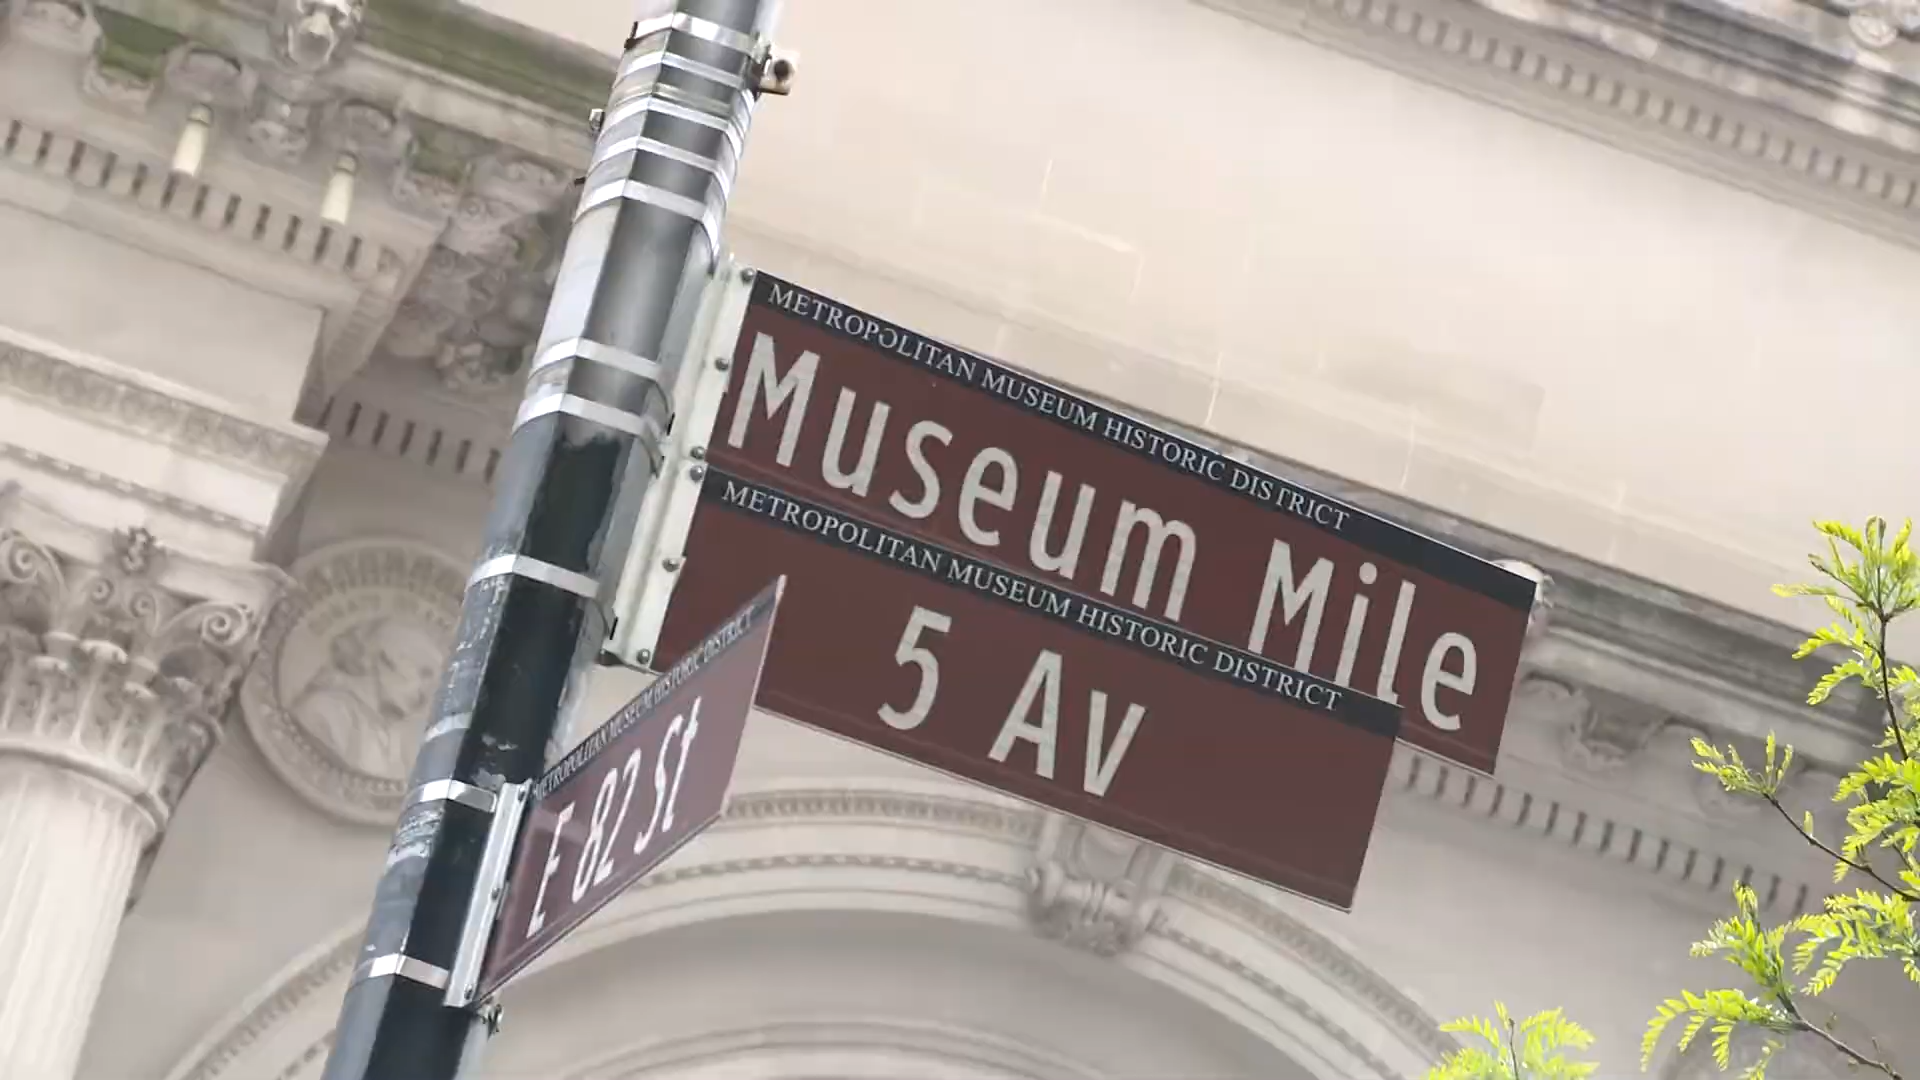 METROPOLITAN MUSEUM HISTORIC DISTRICT
Museum Mile
METROPOLITAN MUSEUM HISTORIC DISTRICT
5 Av
METROPOLITAN MUSEUM HISTORIC DISTRICT
E 82 St